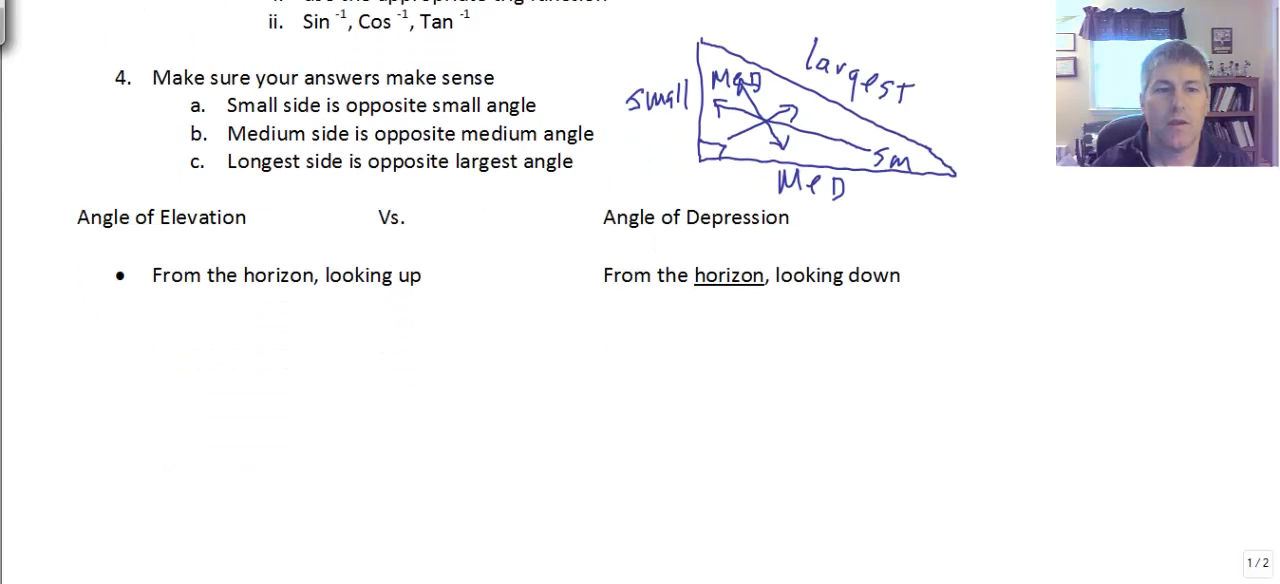 ii. Sin -1, Cos -1, Tan -1
4. Make sure your answers make sense
a. Small side is opposite small angle
b. Medium side is opposite medium angle
c. Longest side is opposite largest angle
largest
MeD
small
sm
MeD
Angle of Elevation Vs. Angle of Depression
• From the horizon, looking up From the horizon, looking down
1 / 2